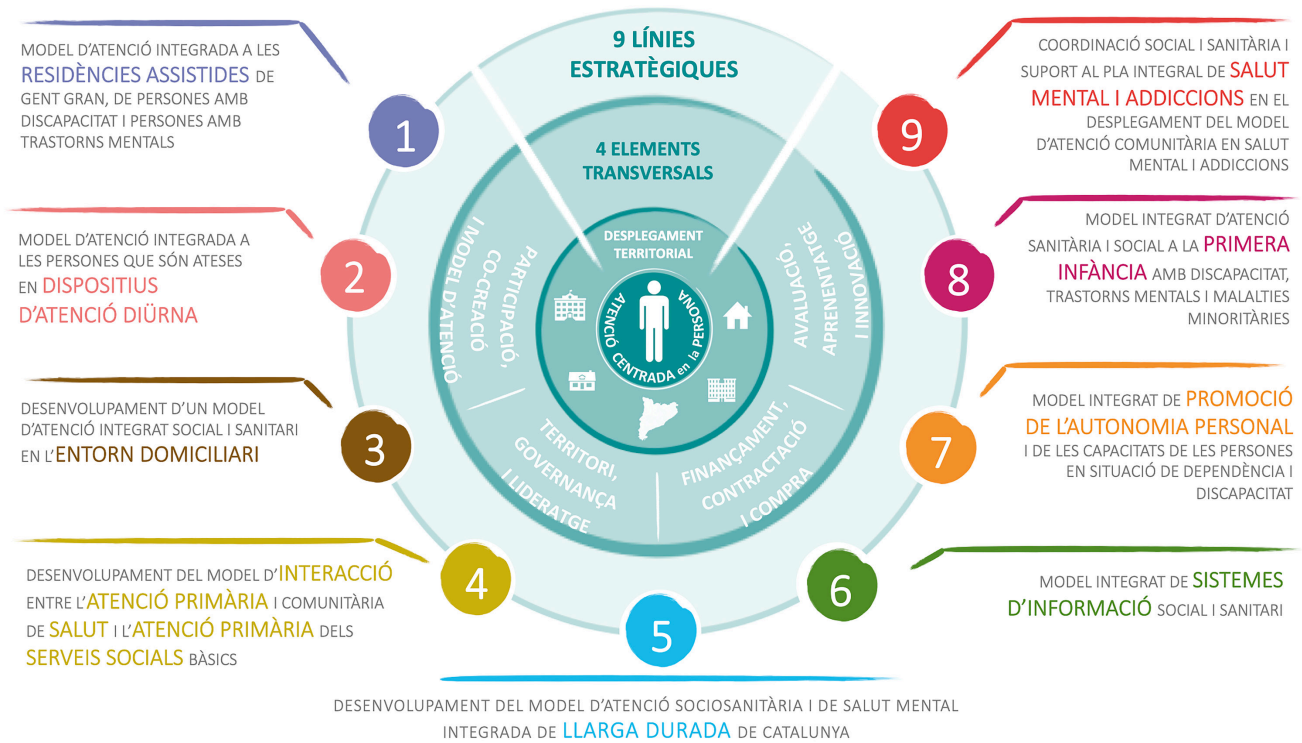 9 LÍNIES
ESTRATÈGIQUES
4 ELEMENTS
TRANSVERSALS
DESPLEGAMENT
TERRITORIAL
ATENCIÓ CENTRADA en la PERSONA
PARTICIPACIÓ,
CO-CREACIÓ
I MODEL D'ATENCIÓ
TERRITORI,
GOVERNANÇA
I LIDERATGE
FINANÇAMENT,
CONTRACTACIÓ
I COMPRA
AVALUACIÓ,
APRENENTATGE
I INNOVACIÓ
1
MODEL D'ATENCIÓ INTEGRADA A LES
RESIDÈNCIES ASSISTIDES DE
GENT GRAN, DE PERSONES AMB
DISCAPACITAT I PERSONES AMB
TRASTORNS MENTALS
2
MODEL D'ATENCIÓ INTEGRADA A
LES PERSONES QUE SÓN ATESES
EN DISPOSITIUS
D'ATENCIÓ DIÜRNA
3
DESENVOLUPAMENT D'UN MODEL
D'ATENCIÓ INTEGRAT SOCIAL I SANITARI
EN L'ENTORN DOMICILIARI
4
DESENVOLUPAMENT DEL MODEL D'INTERACCIÓ
ENTRE L'ATENCIÓ PRIMÀRIA I COMUNITÀRIA
DE SALUT I L'ATENCIÓ PRIMÀRIA DELS
SERVEIS SOCIALS BÀSICS
5
DESENVOLUPAMENT DEL MODEL D'ATENCIÓ SOCIOSANITÀRIA I DE SALUT MENTAL
INTEGRADA DE LLARGA DURADA DE CATALUNYA
6
MODEL INTEGRAT DE SISTEMES
D'INFORMACIÓ SOCIAL I SANITARI
7
MODEL INTEGRAT DE PROMOCIÓ
DE L'AUTONOMIA PERSONAL
I DE LES CAPACITATS DE LES PERSONES
EN SITUACIÓ DE DEPENDÈNCIA I
DISCAPACITAT
8
MODEL INTEGRAT D'ATENCIÓ
SANITÀRIA I SOCIAL A LA PRIMERA
INFÀNCIA AMB DISCAPACITAT,
TRASTORNS MENTALS I MALALTIES
MINORITÀRIES
9
COORDINACIÓ SOCIAL I SANITÀRIA I
SUPORT AL PLA INTEGRAL DE SALUT
MENTAL I ADDICCIONS EN EL
DESPLEGAMENT DEL MODEL
D'ATENCIÓ COMUNITÀRIA EN SALUT
MENTAL I ADDICCIONS